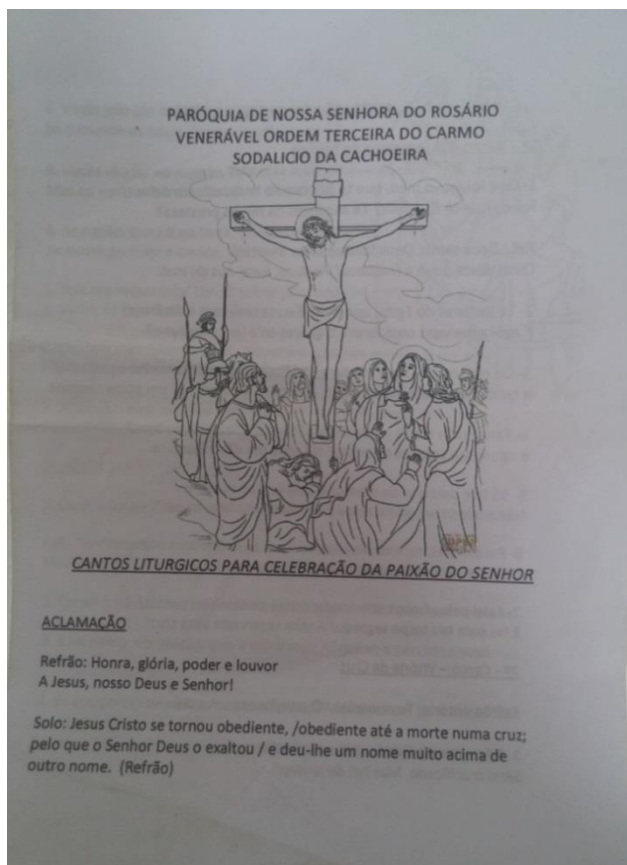 PARÓQUIA DE NOSSA SENHORA DO ROSÁRIO
VENERÁVEL ORDEM TERCEIRA DO CARMO
SODALICIO DA CACHOEIRA
CANTOS LITURGICOS PARA CELEBRAÇÃO DA PAIXÃO DO SENHOR
ACLAMAÇÃO
Refrão: Honra, glória, poder e louvor
A Jesus, nosso Deus e Senhor!
Solo: Jesus Cristo se tornou obediente, /obediente até a morte numa cruz;
pelo que o Senhor Deus o exaltou / e deu-lhe um nome muito acima de
outro nome. (Refrão)